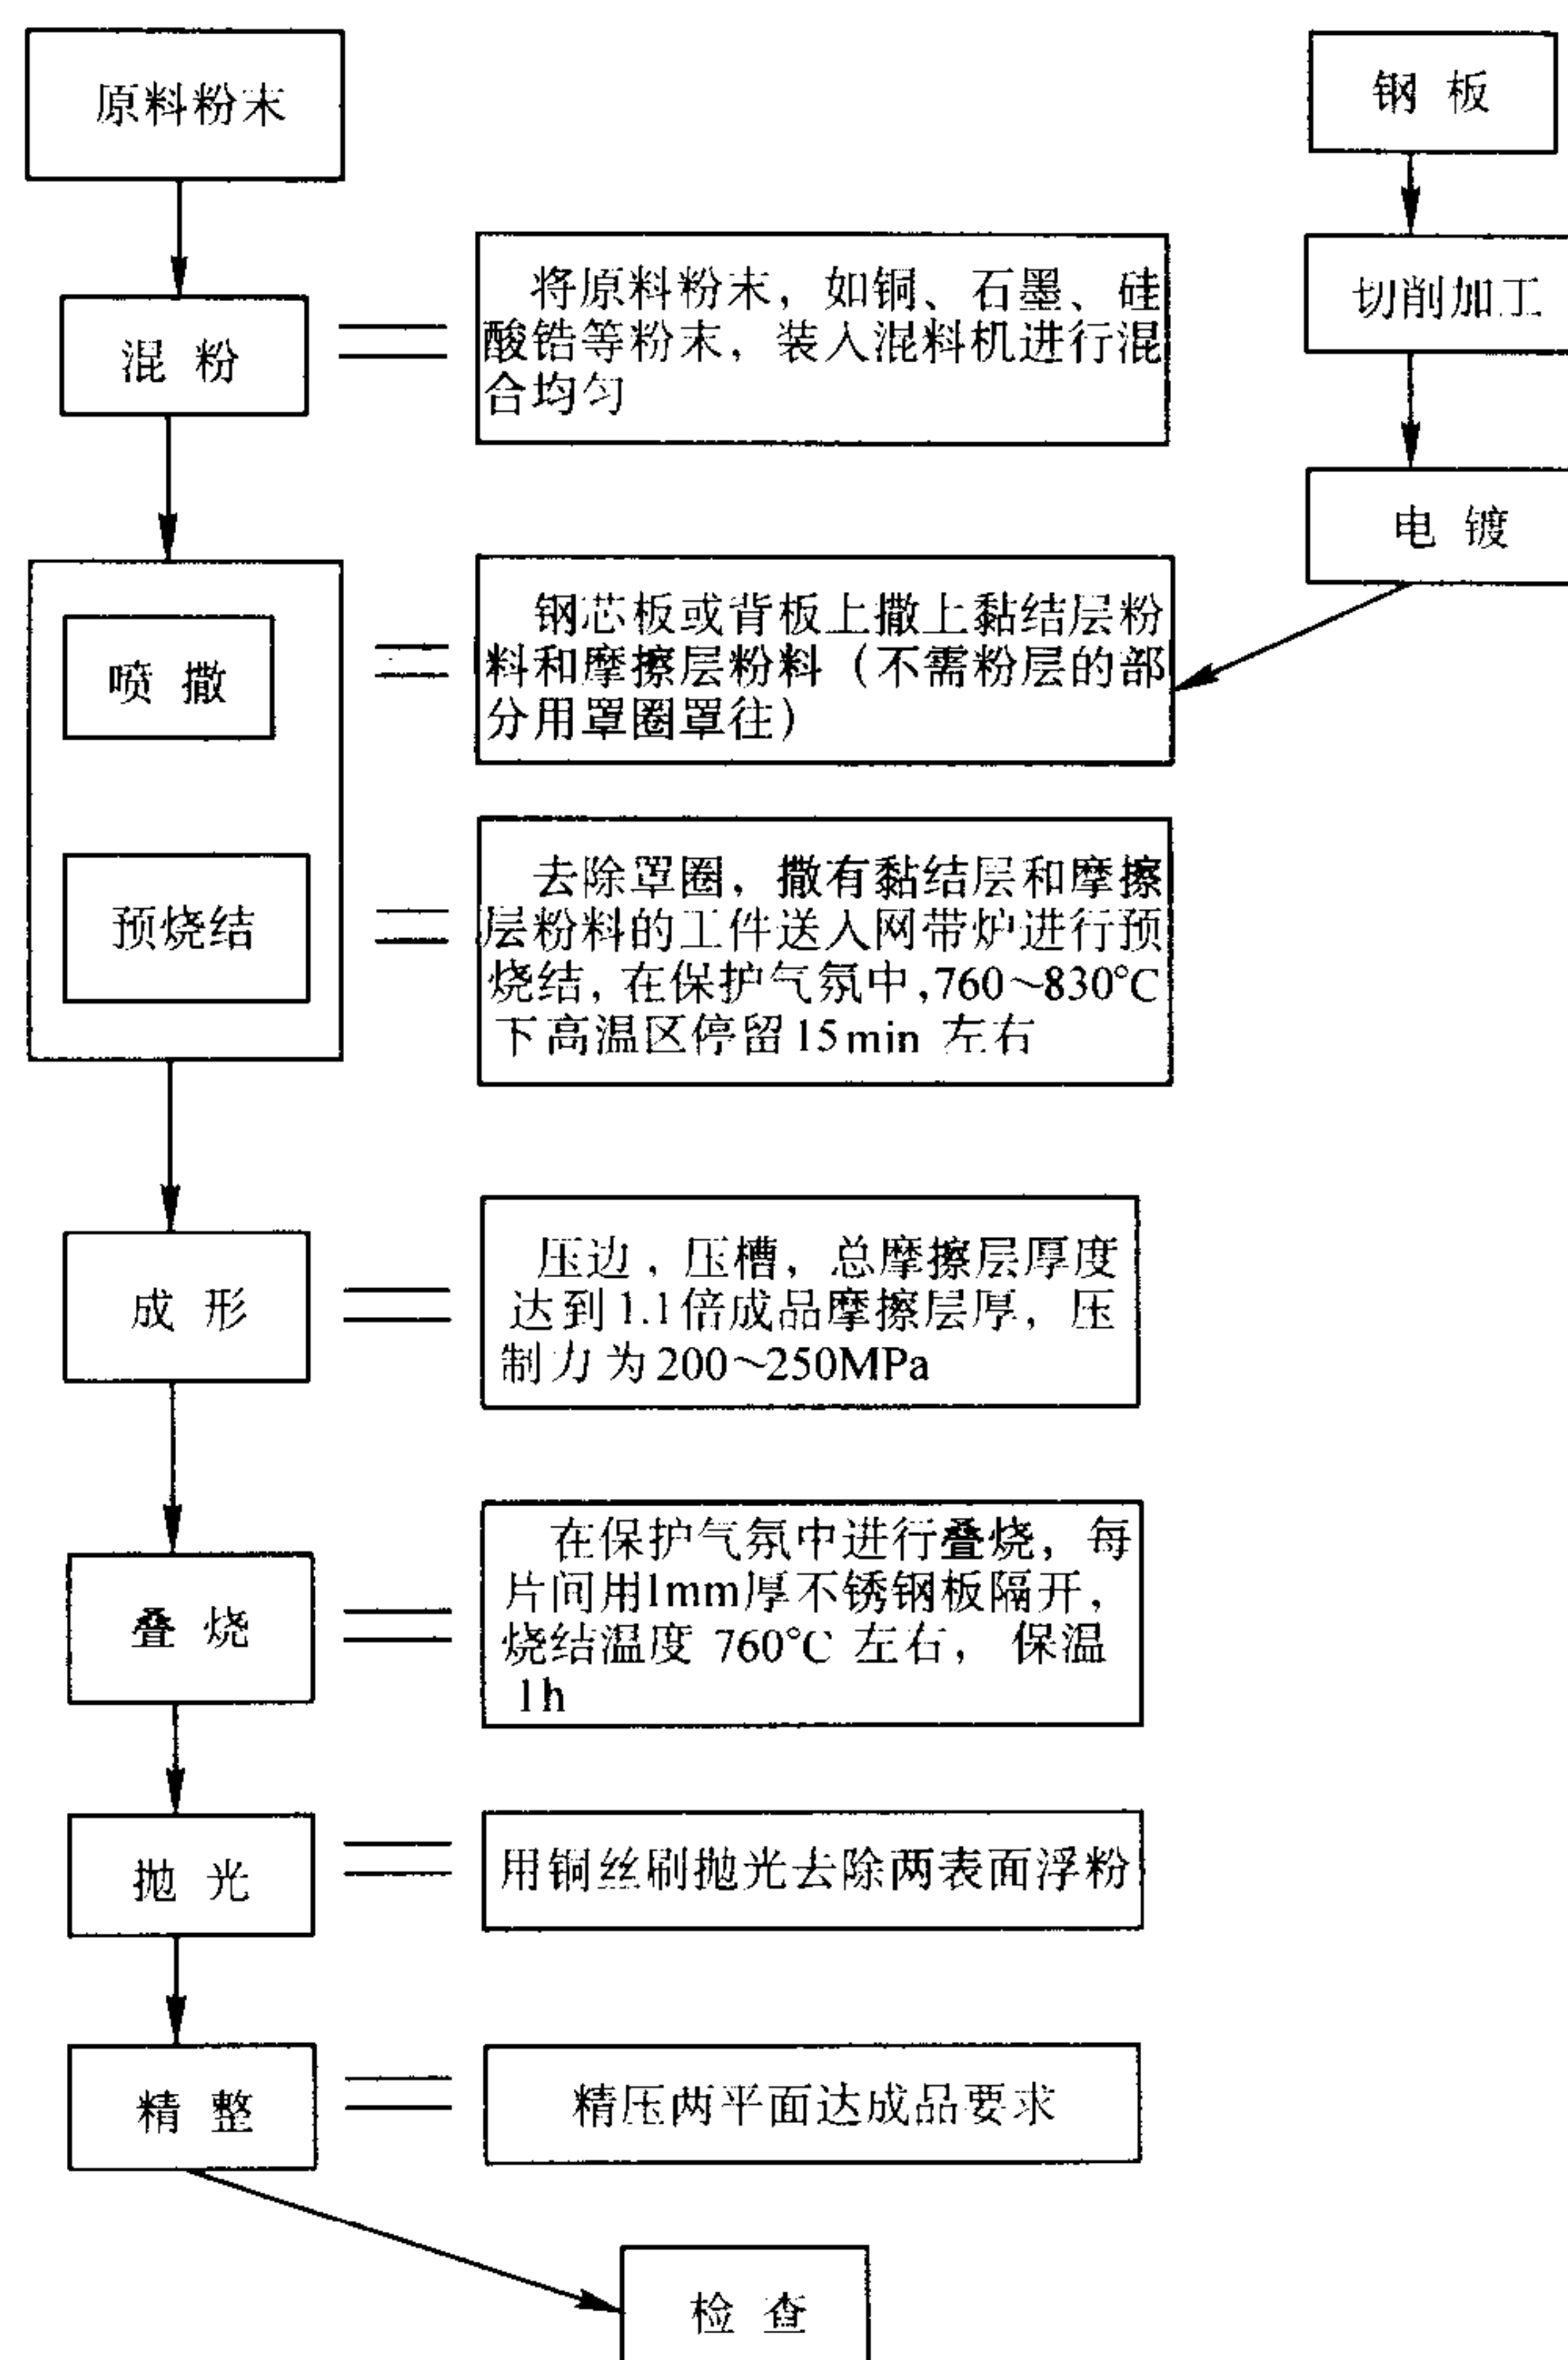 原料粉末
钢 板
混 粉
将原料粉末，如铜、石墨、硅
酸锆等粉末，装入混料机进行混
合均匀
切削加工
电 镀
喷 撒
钢芯板或背板上撒上黏结层粉
料和摩擦层粉料（不需粉层的部
分用罩圈罩往）
预烧结
去除罩圈，撒有黏结层和摩擦
层粉料的工件送入网带炉进行预
烧结，在保护气氛中，760～830℃
下高温区停留15min 左右
成 形
压边，压槽，总摩擦层厚度
达到1.1倍成品摩擦层厚，压
制力为200～250MPa
叠 烧
在保护气氛中进行叠烧，每
片间用1mm厚不锈钢板隔开，
烧结温度 760℃ 左右， 保温
1h
抛 光
用铜丝刷抛光去除两表面浮粉
精 整
精压两平面达成品要求
检 查